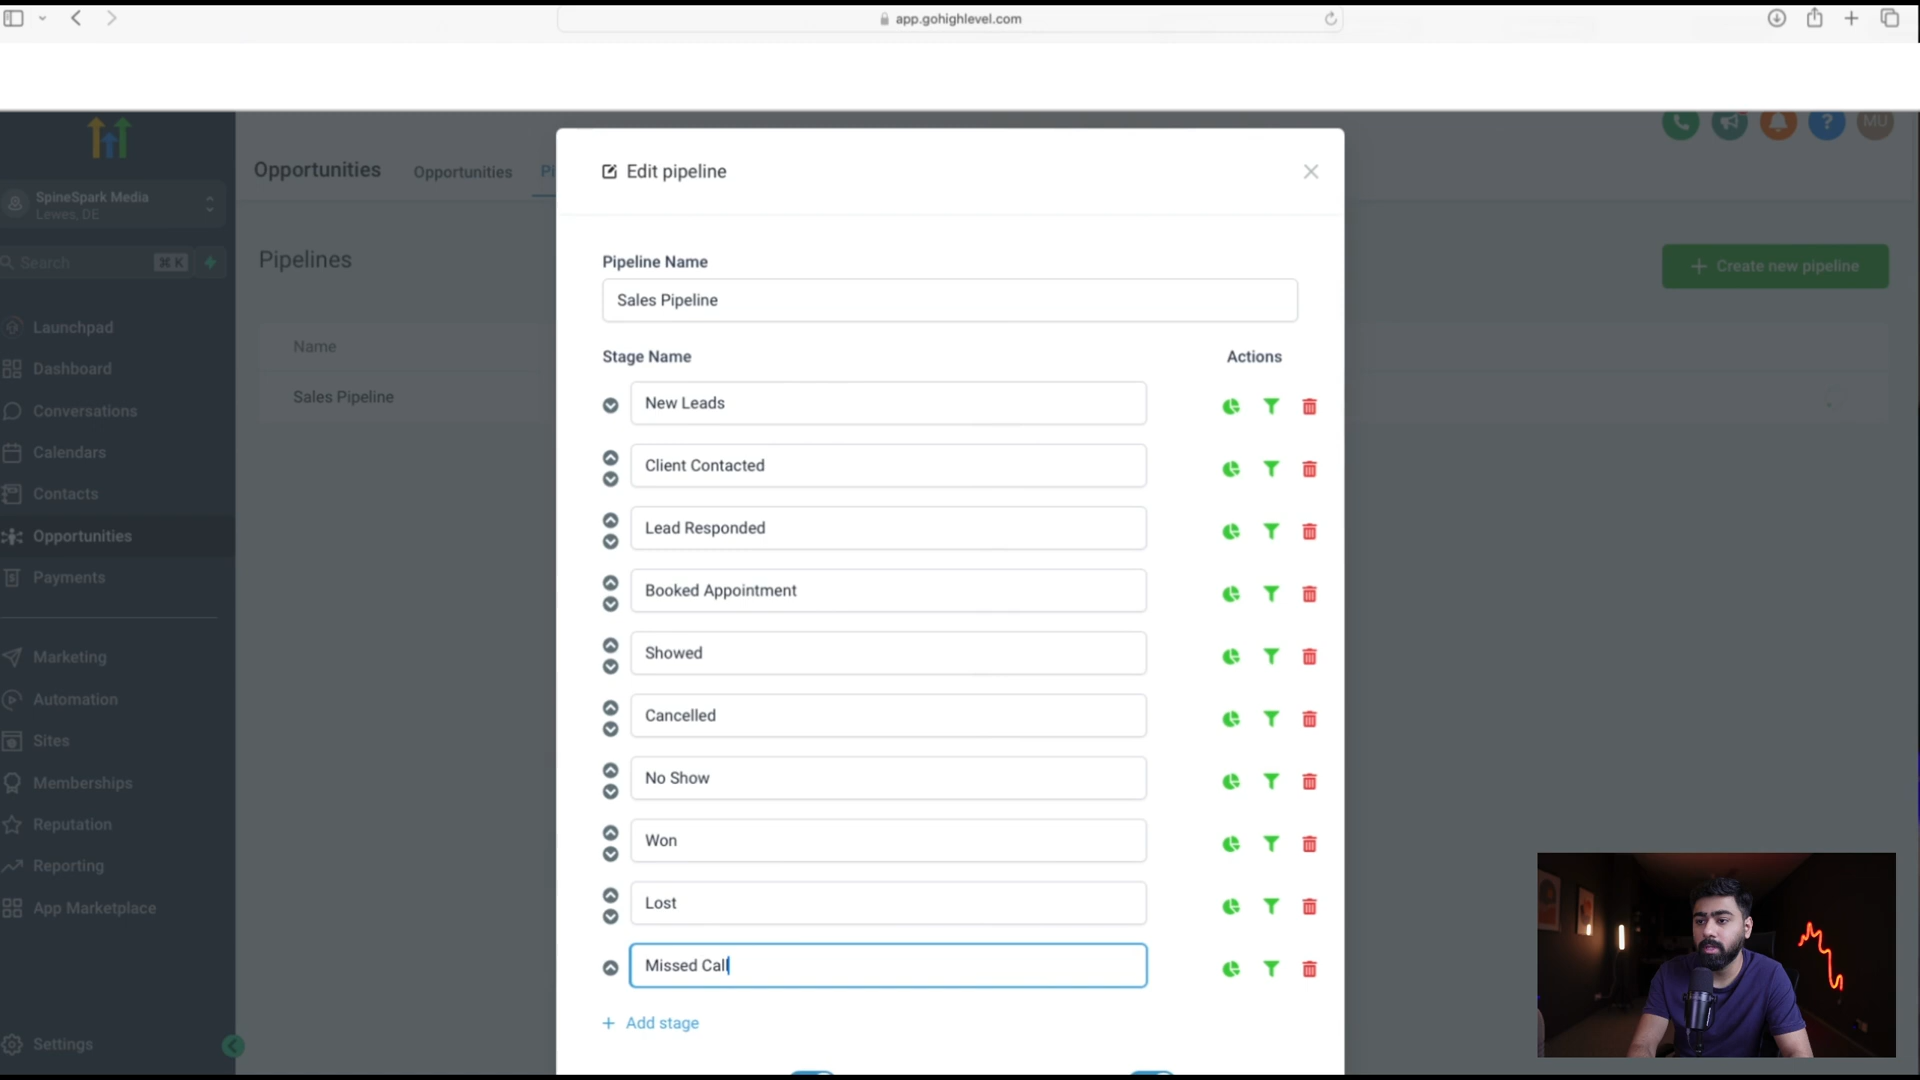 app.gohighlevel.com
MU
Edit pipeline
Opportunities
Opportunities
Pi
SpineSpark Media
Lewes, DE
Search
⌘ K
Pipelines
+ Create new pipeline
Pipeline Name
Sales Pipeline
Launchpad
Name
Stage Name
Actions
Dashboard
Sales Pipeline
New Leads
Conversations
Calendars
Client Contacted
Contacts
Lead Responded
Opportunities
Payments
Booked Appointment
Marketing
Showed
Automation
Cancelled
Sites
Memberships
No Show
Reputation
Won
Reporting
Lost
App Marketplace
Missed Call
+ Add stage
Settings